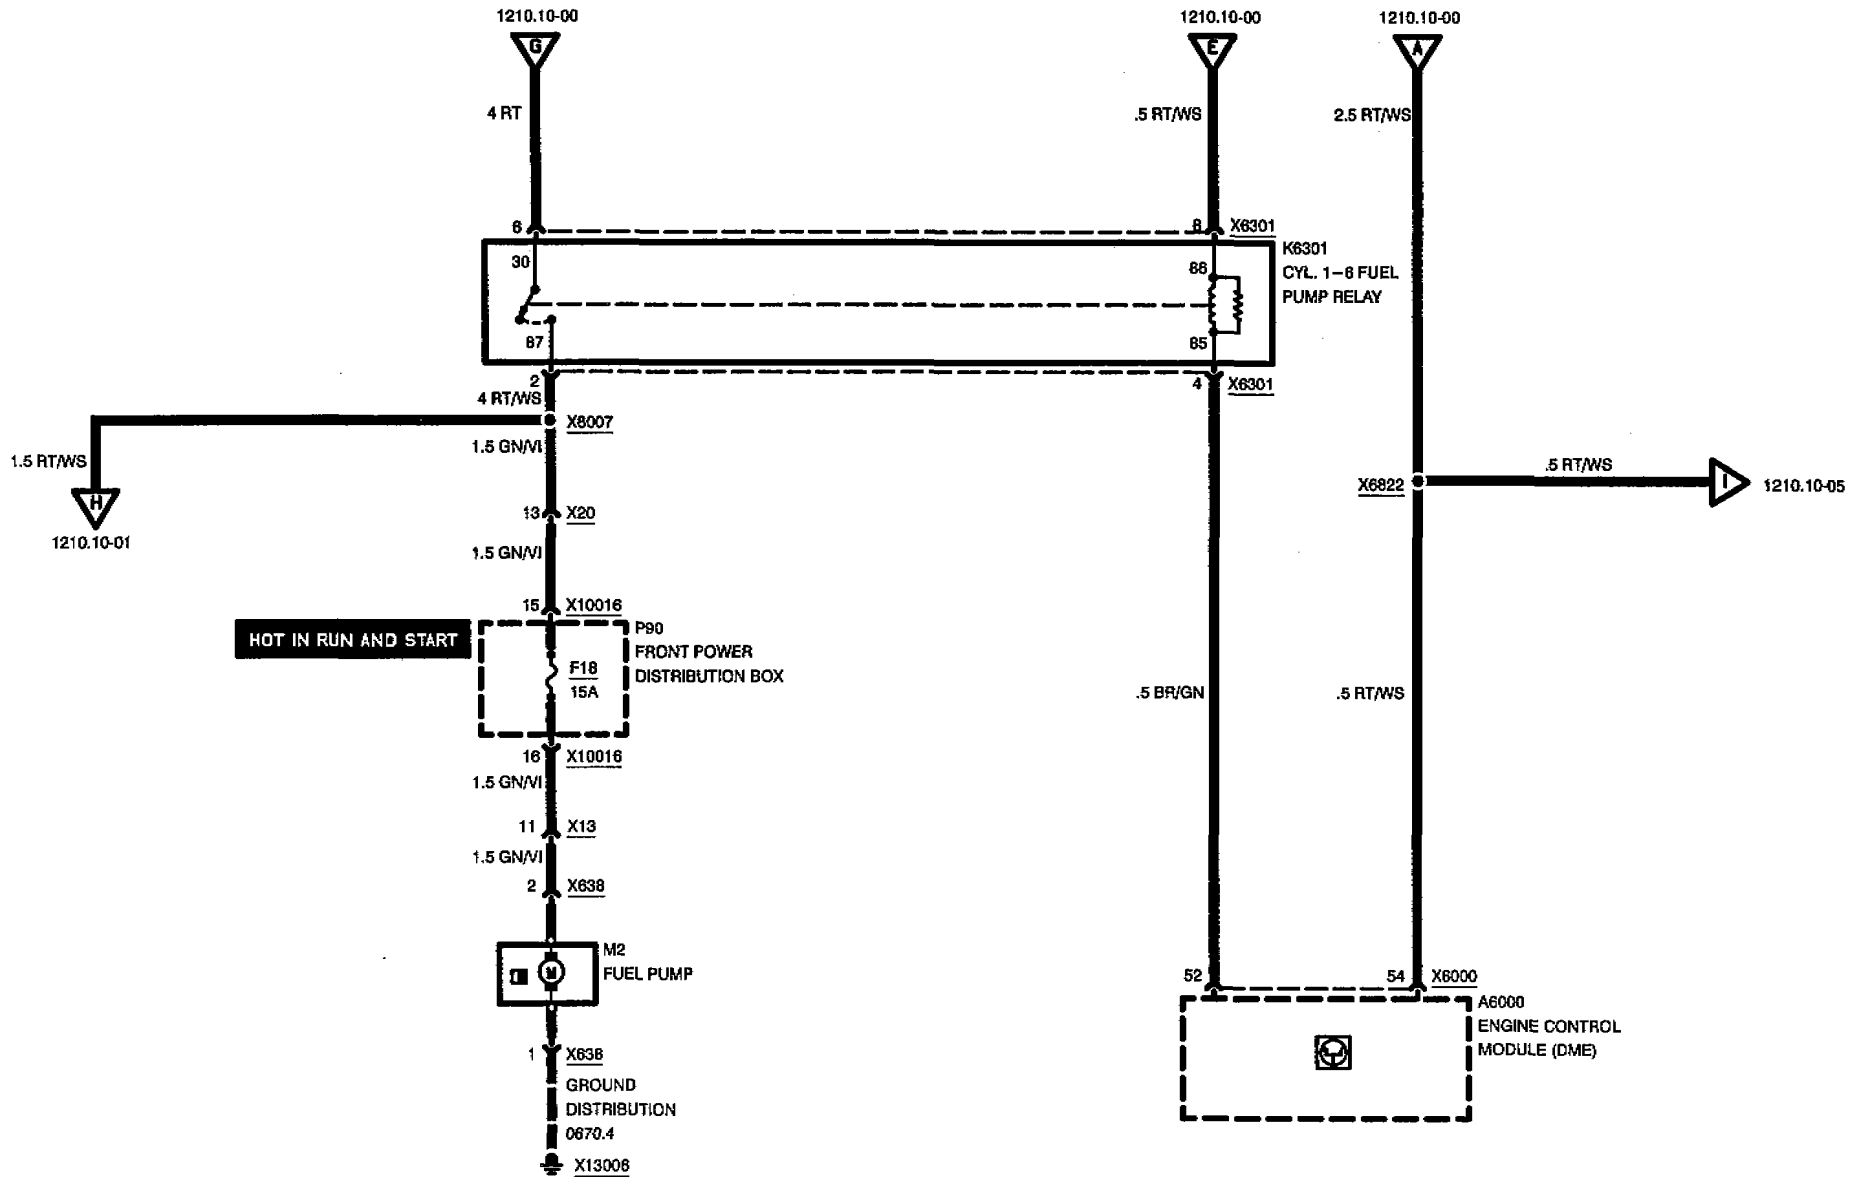 1210.10-00
1210.10-00
1210.10-00
G
E
A
4 RT
.5 RT/WS
2.5 RT/WS
6
8
X6301
30
86
K6301
CYL. 1-6 FUEL
PUMP RELAY
87
85
2
4
X6301
4 RT/WS
X8007
1.5 GN/VI
1.5 RT/WS
H
1210.10-01
.5 RT/WS
X6822
I
1210.10-05
13
X20
1.5 GN/VI
15
X10016
HOT IN RUN AND START
P90
FRONT POWER
DISTRIBUTION BOX
F18
15A
.5 BR/GN
.5 RT/WS
16
X10016
1.5 GN/VI
11
X13
1.5 GN/VI
2
X638
M2
FUEL PUMP
M
52
54
X6000
A6000
ENGINE CONTROL
MODULE (DME)
1
X638
GROUND
DISTRIBUTION
0670.4
X13008